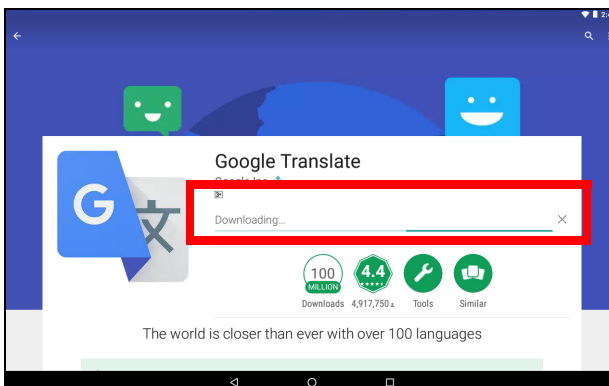 Google Translate
Downloading...
100
MILLION
4.4
Downloads
4,917,750
Tools
Similar
The world is closer than ever with over 100 languages
G
文